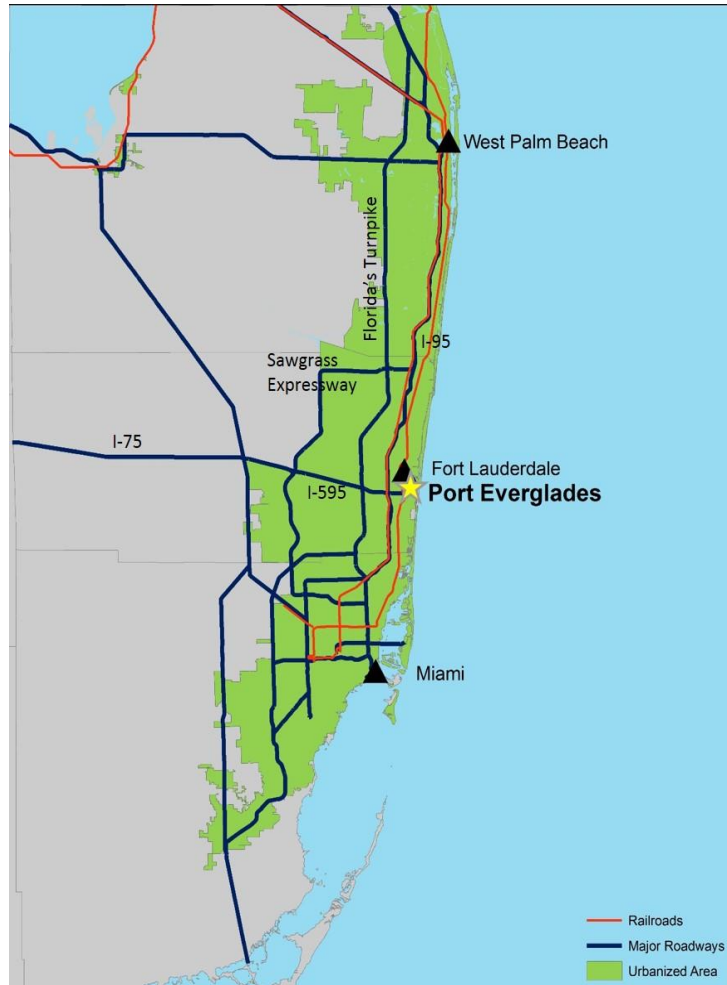 West Palm Beach
Florida's Turnpike
I-95
Sawgrass
Expressway
I-75
Fort Lauderdale
I-595
Port Everglades
Miami
Railroads
Major Roadways
Urbanized Area